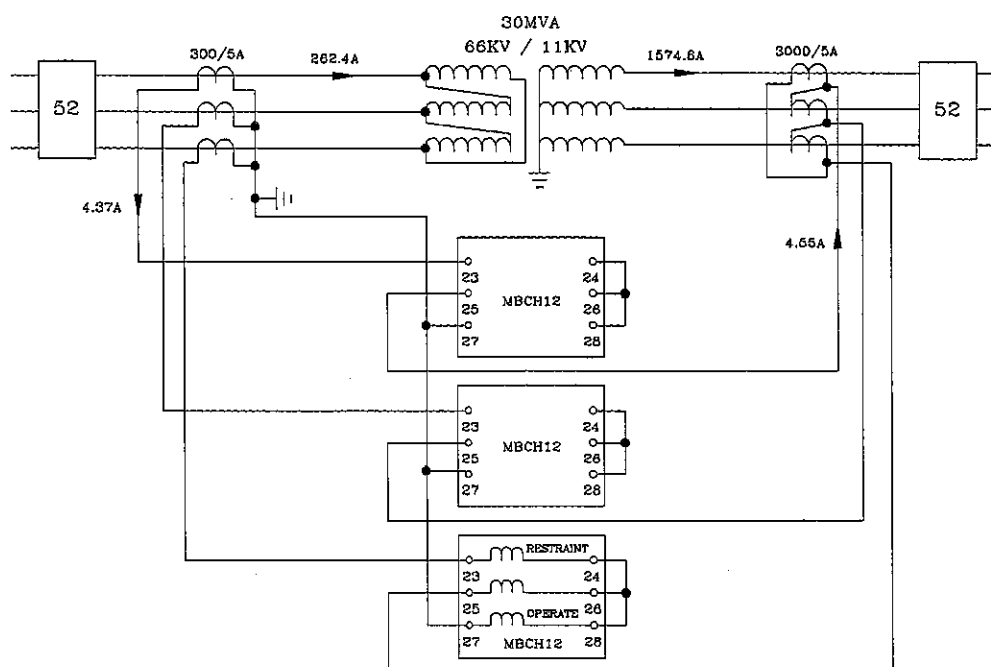 30MVA
66KV / 11KV
300/5A
262.4A
1574.6A
3000/5A
52
52
4.37A
4.55A
23
24
25
MBCH12
26
27
28
23
24
25
MBCH12
26
27
28
RESTRAINT
23
24
25
26
OPERATE
27
MBCH12
28